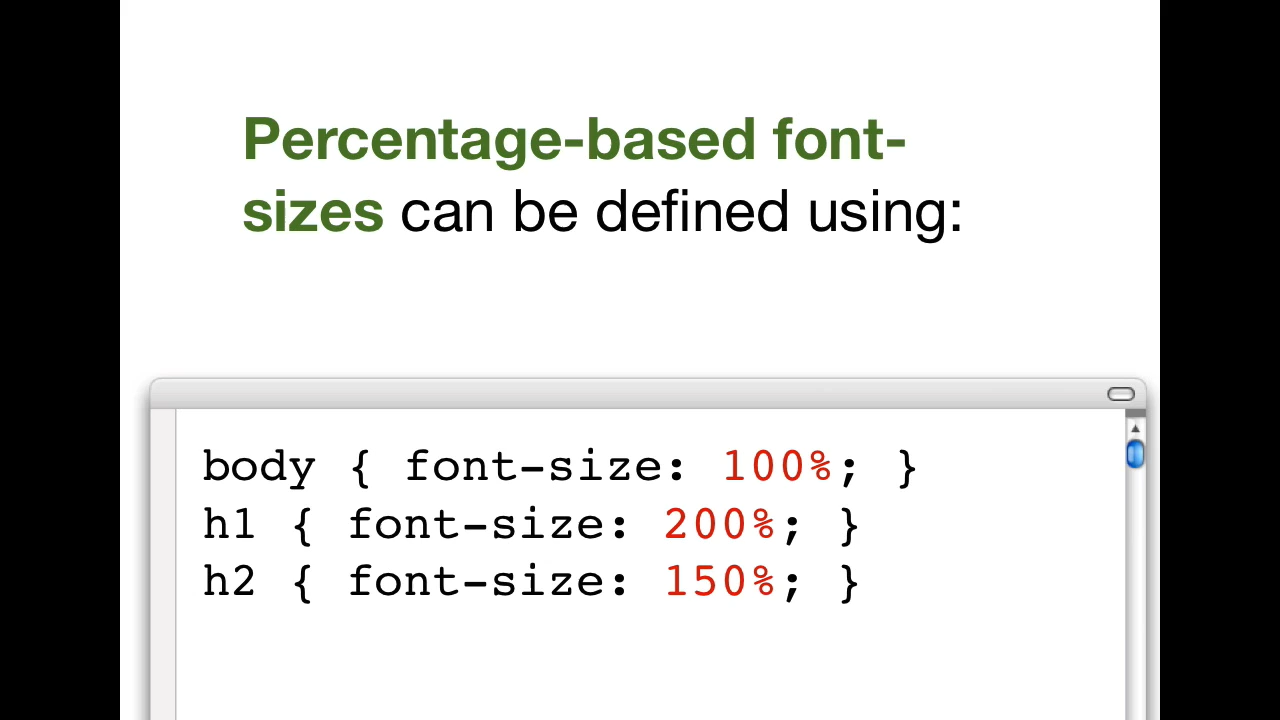 Percentage-based font-
sizes can be defined using:
body { font-size: 100%; }
h1 { font-size: 200%; }
h2 { font-size: 150%; }